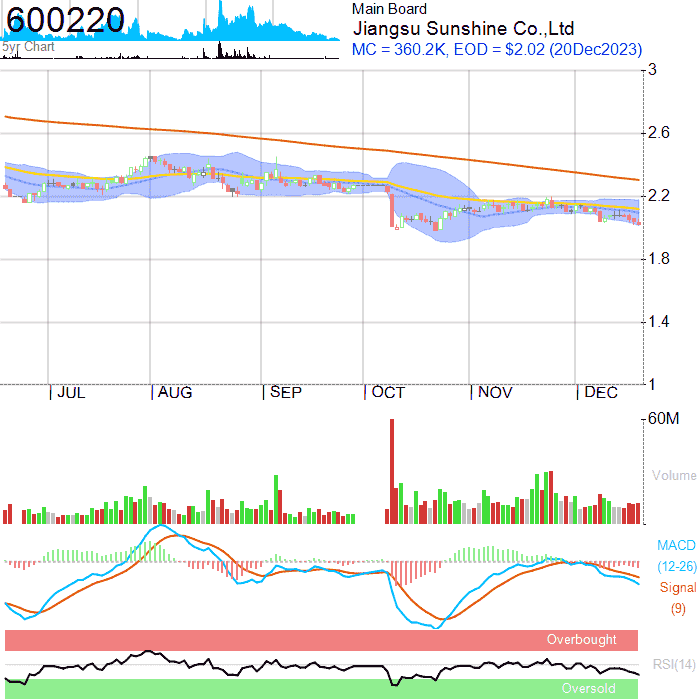 600220
5yr Chart
Main Board
Jiangsu Sunshine Co.,Ltd
MC = 360.2K, EOD = $2.02 (20Dec2023)
3
2.6
2.2
1.8
1.4
1
JUL AUG SEP OCT NOV DEC
60M
Volume
MACD
(12-26)
Signal
(9)
Overbought
RSI(14)
Oversold